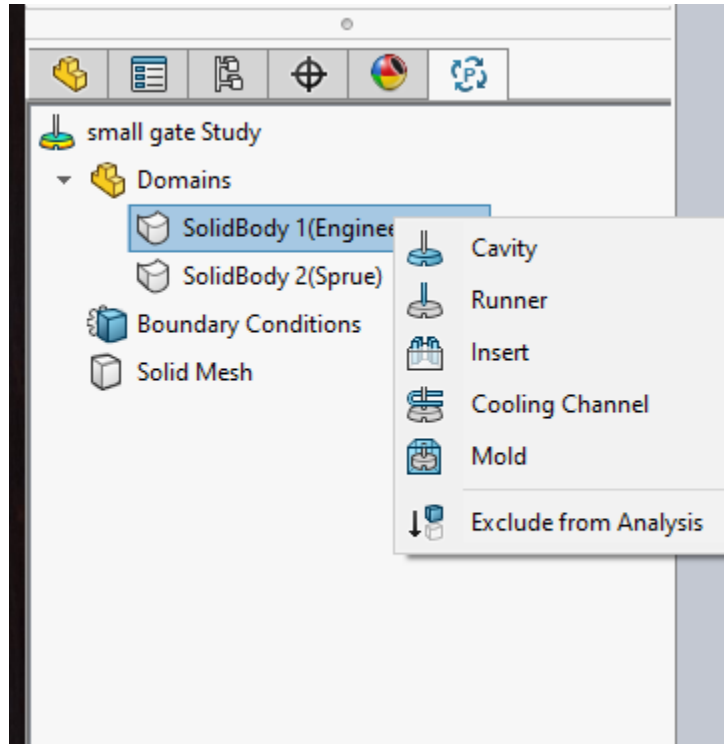 small gate Study
Domains
SolidBody 1(Enginee
SolidBody 2(Sprue)
Boundary Conditions
Solid Mesh
Cavity
Runner
Insert
Cooling Channel
Mold
Exclude from Analysis